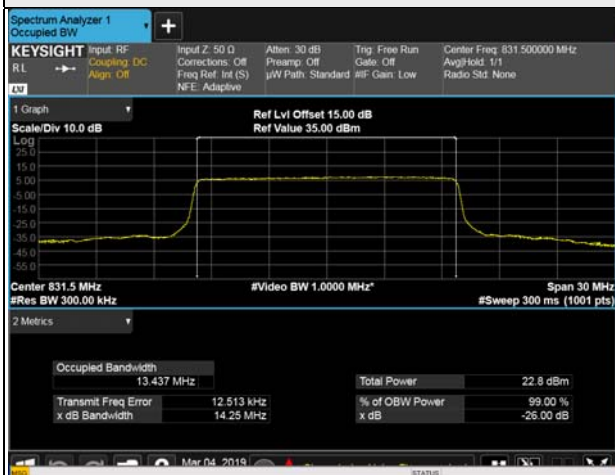 Spectrum Analyzer 1
Occupied BW
KEYSIGHT Input: RF Input Z: 50 Ω Atten: 30 dB Trig: Free Run Center Freq: 831.500000 MHz
RL Coupling: DC Corrections: Off Preamp: Off Gate: Off Avg|Hold: 1/1
Align: Off Freq Ref: Int (S) µW Path: Standard #IF Gain: Low Radio Std: None
LXI NFE: Adaptive
1 Graph
Ref Lvl Offset 15.00 dB
Scale/Div 10.0 dB Ref Value 35.00 dBm
Log
25.0
15.0
5.00
-5.00
-15.0
-25.0
-35.0
-45.0
-55.0
Center 831.5 MHz #Video BW 1.0000 MHz* Span 30 MHz
#Res BW 300.00 kHz #Sweep 300 ms (1001 pts)
2 Metrics
Occupied Bandwidth
13.437 MHz Total Power 22.8 dBm
Transmit Freq Error 12.513 kHz % of OBW Power 99.00 %
x dB Bandwidth 14.25 MHz x dB -26.00 dB
Mar 04, 2019
MSG STATUS